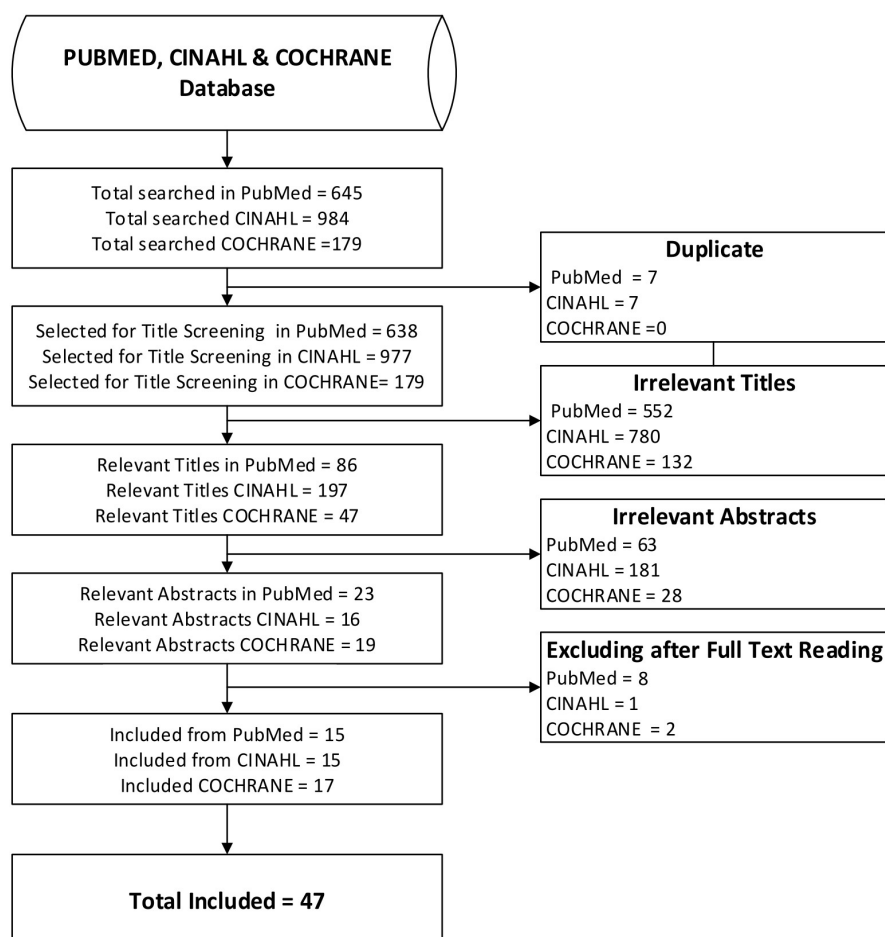 PUBMED, CINAHL & COCHRANE
Database
Total searched in PubMed = 645
Total searched CINAHL = 984
Total searched COCHRANE =179
Duplicate
PubMed = 7
CINAHL = 7
COCHRANE =0
Selected for Title Screening in PubMed = 638
Selected for Title Screening in CINAHL = 977
Selected for Title Screening in COCHRANE= 179
Irrelevant Titles
PubMed = 552
CINAHL = 780
COCHRANE = 132
Relevant Titles in PubMed = 86
Relevant Titles CINAHL = 197
Relevant Titles COCHRANE = 47
Irrelevant Abstracts
PubMed = 63
CINAHL = 181
COCHRANE = 28
Relevant Abstracts in PubMed = 23
Relevant Abstracts CINAHL = 16
Relevant Abstracts COCHRANE = 19
Excluding after Full Text Reading
PubMed = 8
CINAHL = 1
COCHRANE = 2
Included from PubMed = 15
Included from CINAHL = 15
Included COCHRANE = 17
Total Included = 47